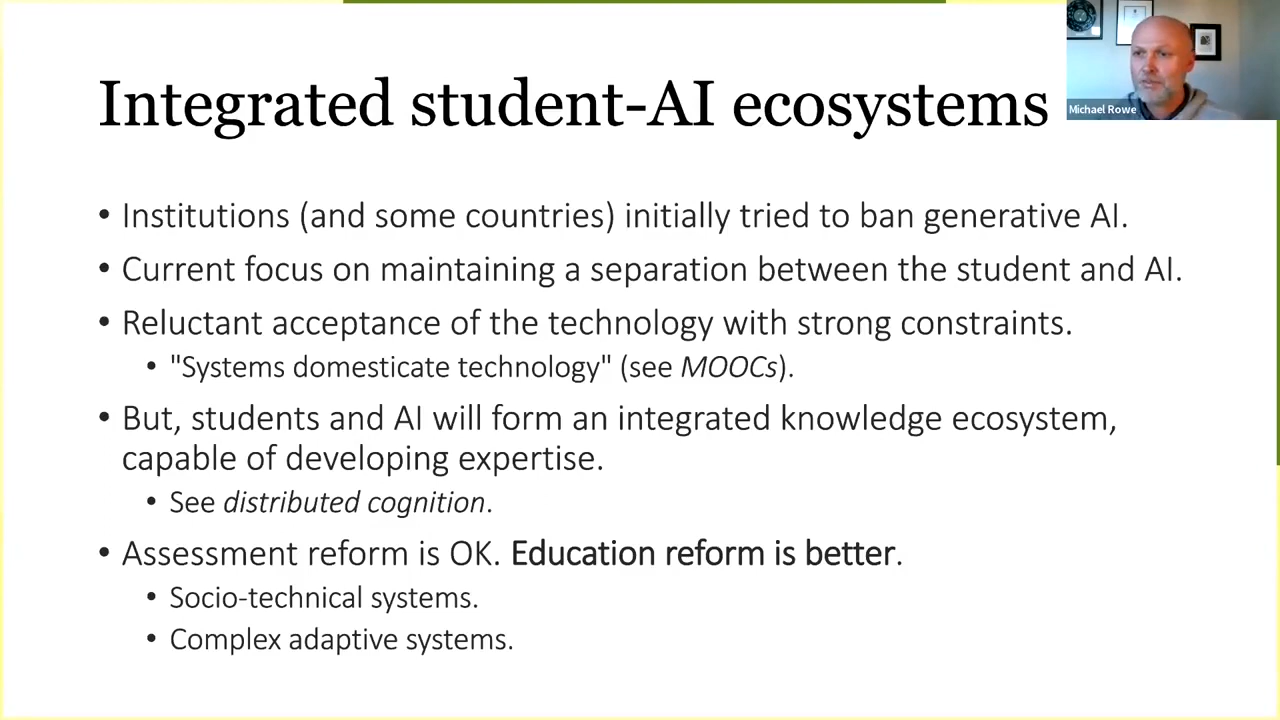 Integrated student-AI ecosystems
Michael Rowe
• Institutions (and some countries) initially tried to ban generative AI.
• Current focus on maintaining a separation between the student and AI.
• Reluctant acceptance of the technology with strong constraints.
• "Systems domesticate technology" (see MOOCs).
• But, students and AI will form an integrated knowledge ecosystem,
capable of developing expertise.
• See distributed cognition.
• Assessment reform is OK. Education reform is better.
• Socio-technical systems.
• Complex adaptive systems.